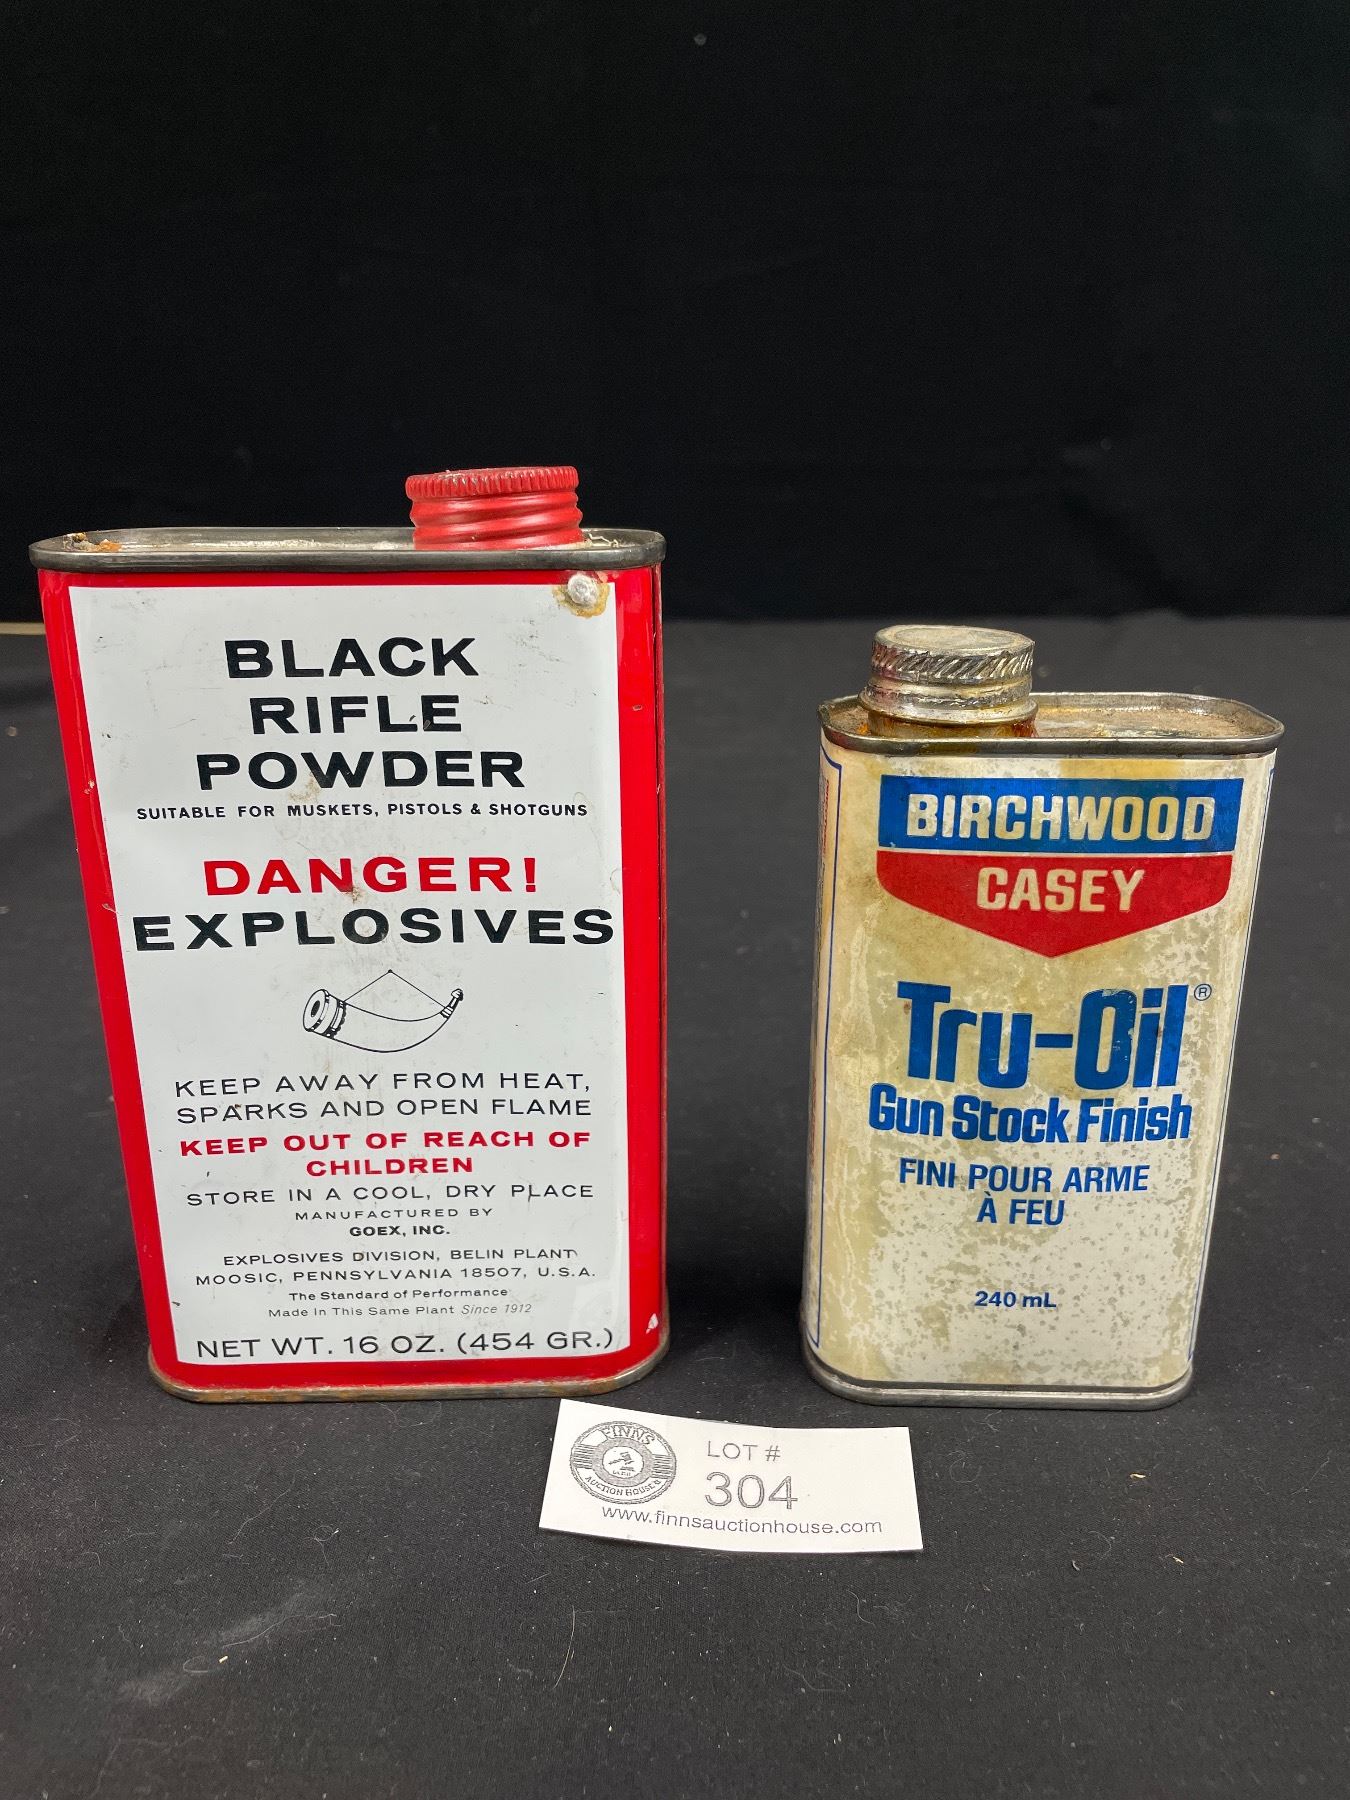 BLACK
RIFLE
POWDER
SUITABLE FOR MUSKETS, PISTOLS & SHOTGUNS
DANGER!
EXPLOSIVES
KEEP AWAY FROM HEAT,
SPARKS AND OPEN FLAME
KEEP OUT OF REACH OF
CHILDREN
STORE IN A COOL, DRY PLACE
MANUFACTURED BY
GOEX, INC.
EXPLOSIVES DIVISION, BELIN PLANT
MOOSIC, PENNSYLVANIA 18507, U.S.A.
The Standard of Performance
Made In This Same Plant Since 1912
NET WT. 16 OZ. (454 GR.)
BIRCHWOOD
CASEY
Tru-Oil®
Gun Stock Finish
FINI POUR ARME
À FEU
240 mL
FINNS
AUCTION HOUSE
LOT #
304
www.finnsauctionhouse.com